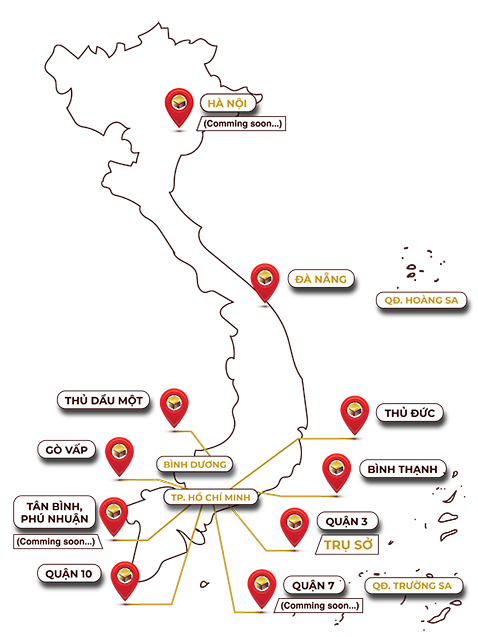 HÀ NỘI
(Comming soon...)
ĐÀ NẴNG
QĐ. HOÀNG SA
THỦ DẦU MỘT
THỦ ĐỨC
GÒ VẤP
BÌNH DƯƠNG
BÌNH THẠNH
TP. HỒ CHÍ MINH
TÂN BÌNH,
PHÚ NHUẬN
(Comming soon...)
QUẬN 3
TRỤ SỞ
QUẬN 10
QUẬN 7
(Comming soon...)
QĐ. TRƯỜNG SA